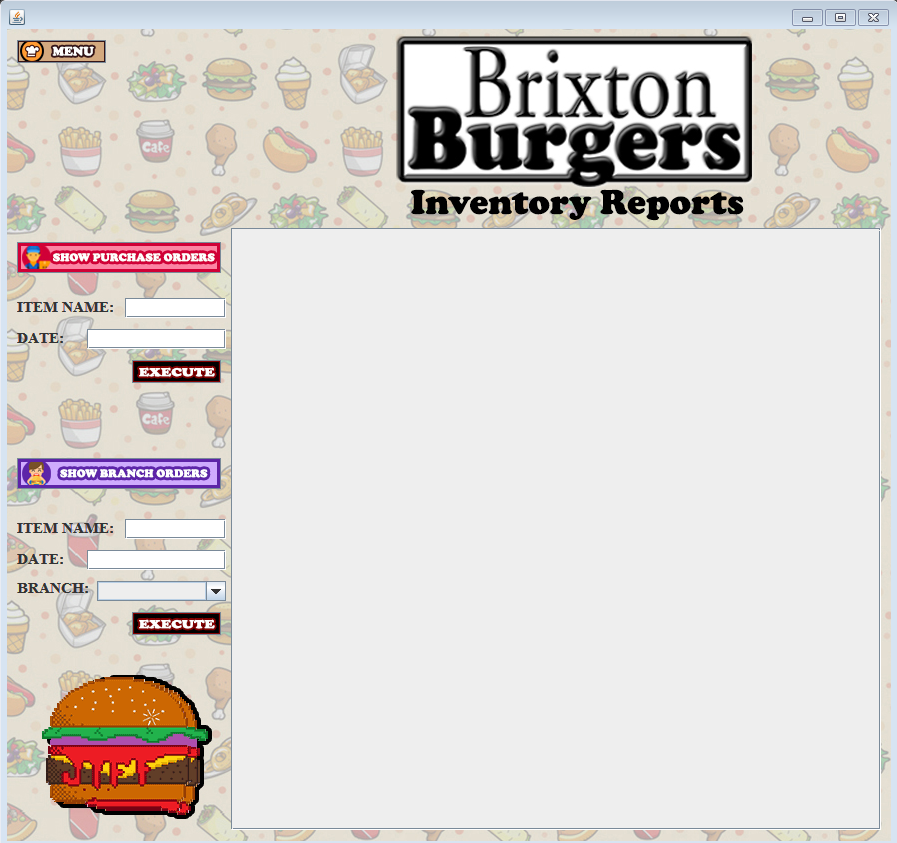 MENU
Brixton
Burgers
Inventory Reports
Cafe
SHOW PURCHASE ORDERS
ITEM NAME:
DATE:
EXECUTE
Cafe
SHOW BRANCH ORDERS
ITEM NAME:
DATE:
BRANCH:
EXECUTE